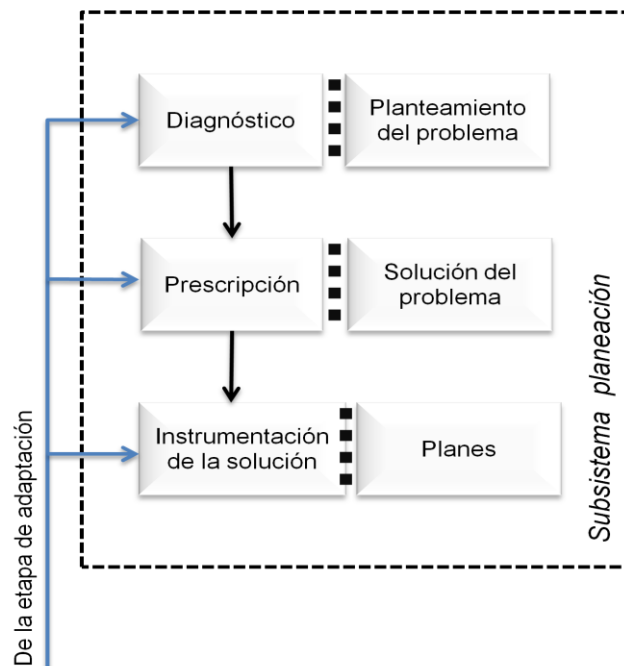 Diagnóstico
Planteamiento
del problema
Prescripción
Solución del
problema
Instrumentación
de la solución
Planes
Subsistema planeación
De la etapa de adaptación